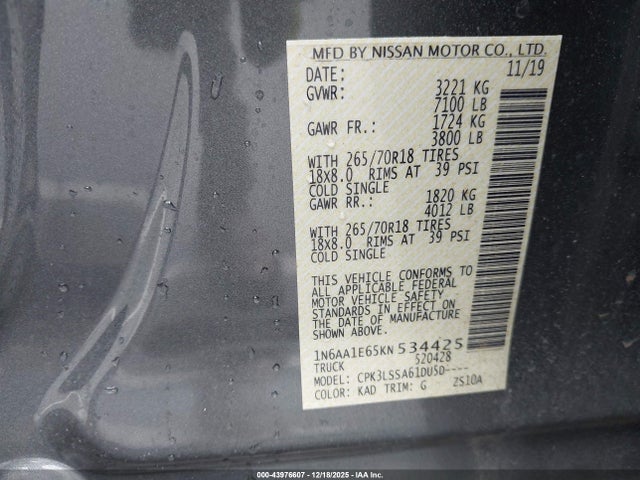 MFD BY NISSAN MOTOR CO., LTD.
DATE: 11/19
GVWR: 3221 KG
7100 LB
GAWR FR.: 1724 KG
3800 LB
WITH 265/70R18 TIRES
18x8.0 RIMS AT 39 PSI
COLD SINGLE
GAWR RR.: 1820 KG
4012 LB
WITH 265/70R18 TIRES
18x8.0 RIMS AT 39 PSI
COLD SINGLE
THIS VEHICLE CONFORMS TO
ALL APPLICABLE FEDERAL
MOTOR VEHICLE SAFETY
STANDARDS IN EFFECT ON
THE DATE OF MANUFACTURE
SHOWN ABOVE.
1N6AA1E65KN534425
TRUCK 520428
MODEL: CPK3LSSA61DU5D----
COLOR: KAD TRIM: G ZS10A
000-43976607 - 12/18/2025 - IAA Inc.